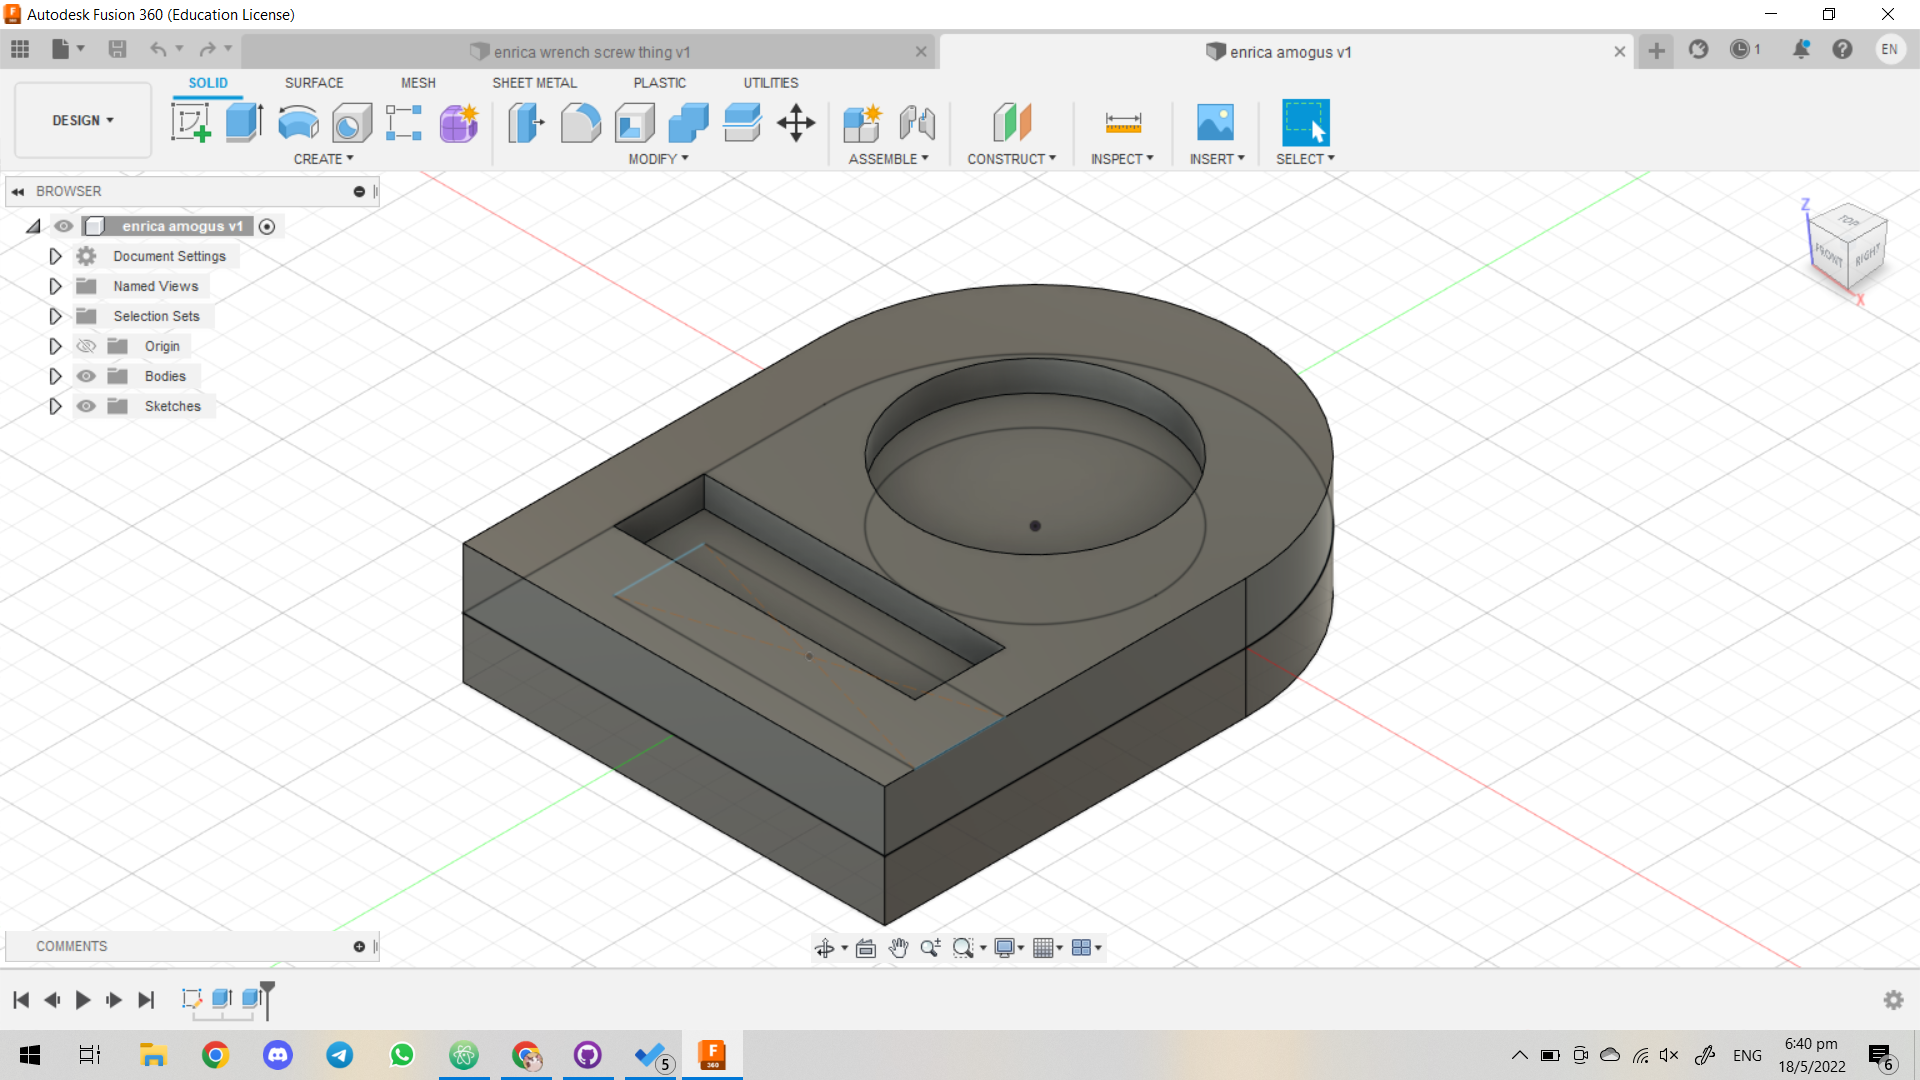 Autodesk Fusion 360 (Education License)
enrica wrench screw thing v1
enrica amogus v1
1
EN
SOLID SURFACE MESH SHEET METAL PLASTIC UTILITIES
DESIGN
CREATE MODIFY ASSEMBLE CONSTRUCT INSPECT INSERT SELECT
BROWSER
enrica amogus v1
Document Settings
Named Views
Selection Sets
Origin
Bodies
Sketches
Z
TOP
FRONT RIGHT
X
COMMENTS
5
F
360
ENG
6:40 pm
18/5/2022
6